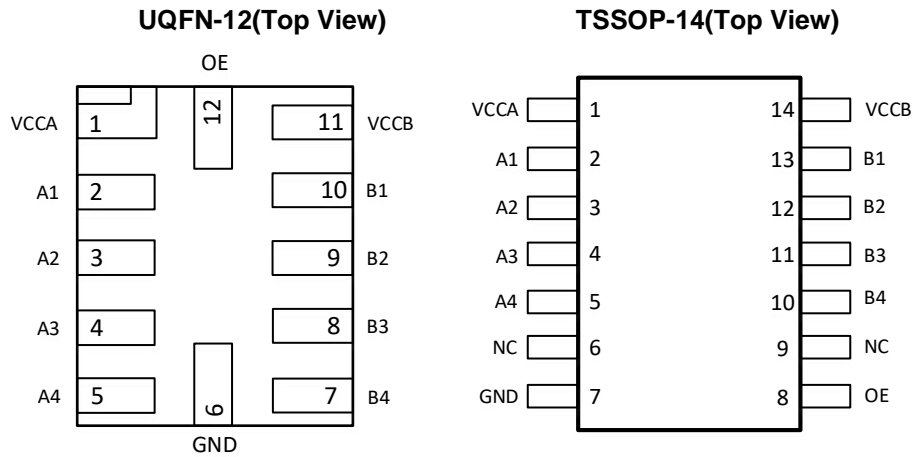 UQFN-12(Top View)
OE
VCCA 1 12 11 VCCB
A1 2 10 B1
A2 3 9 B2
A3 4 8 B3
A4 5 6 7 B4
GND
TSSOP-14(Top View)
VCCA 1 14 VCCB
A1 2 13 B1
A2 3 12 B2
A3 4 11 B3
A4 5 10 B4
NC 6 9 NC
GND 7 8 OE